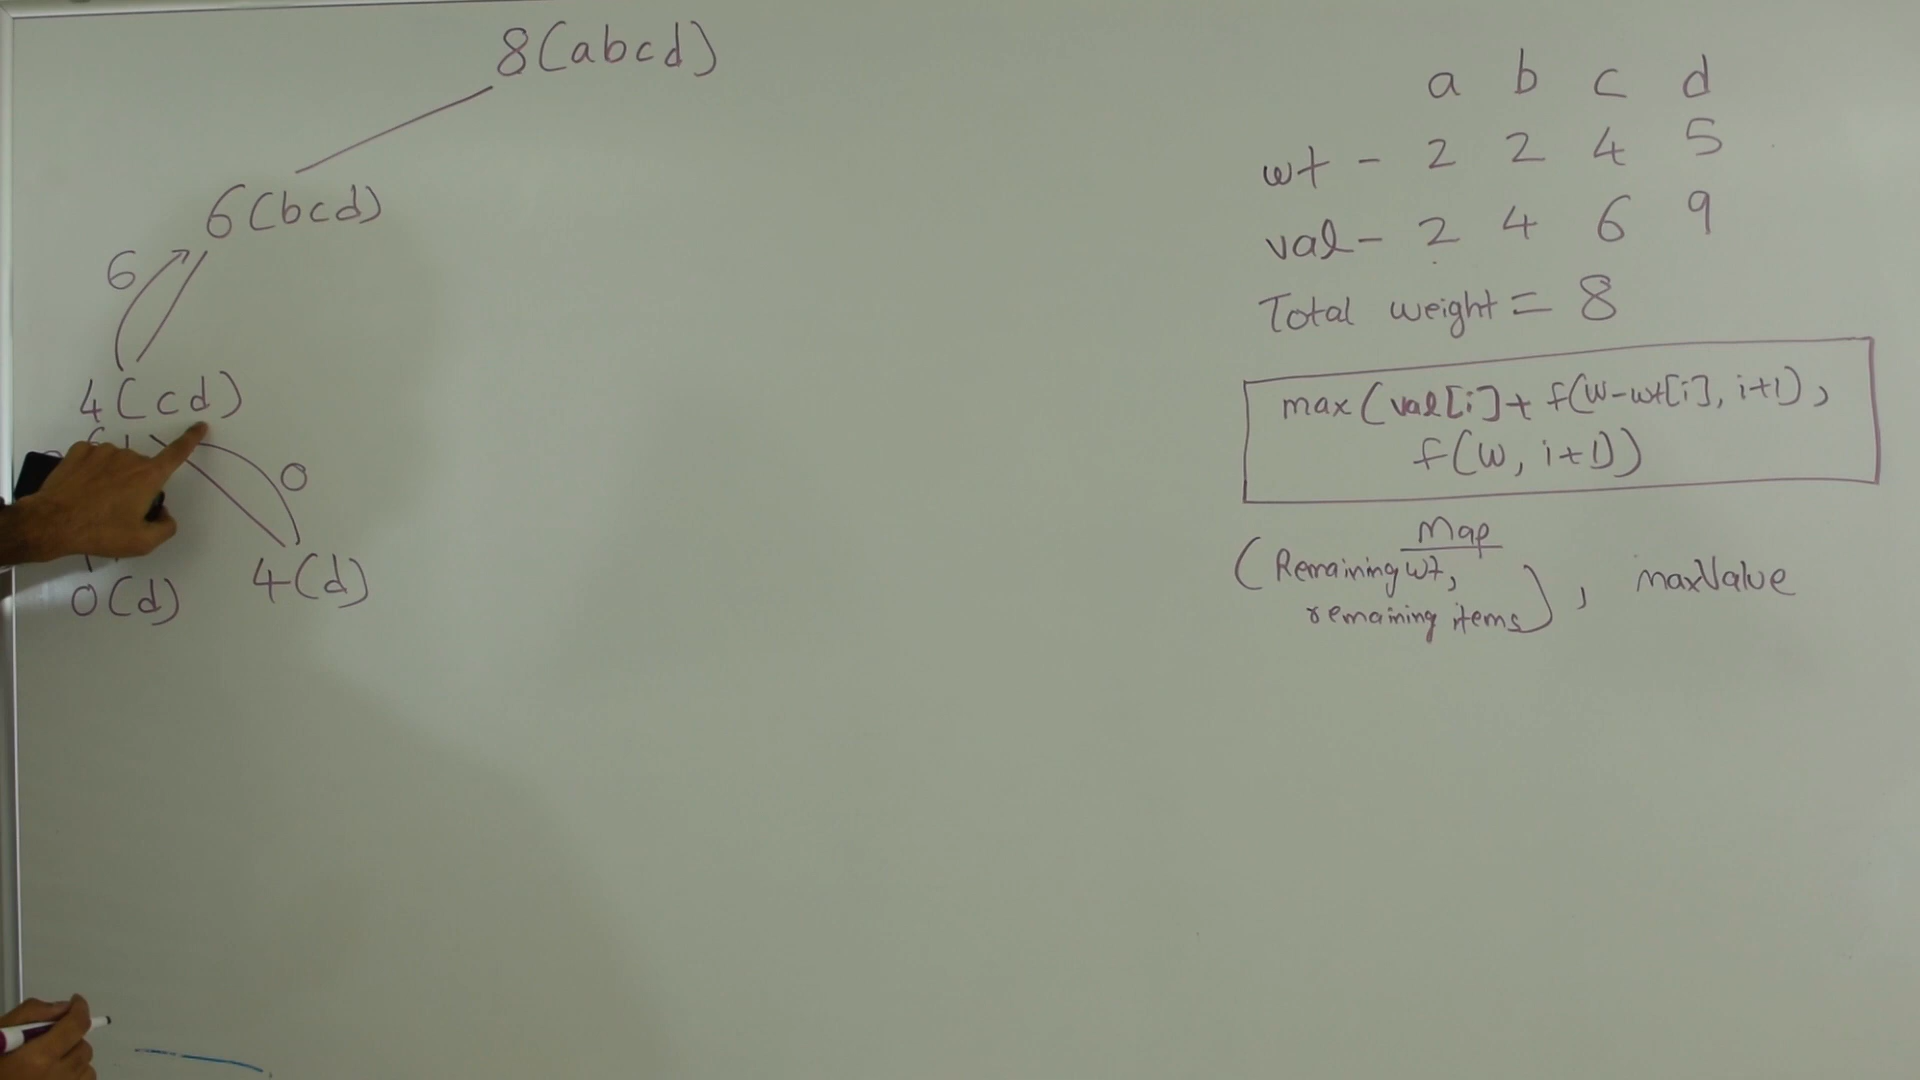 8(abcd)
6(bcd)
6
4(cd)
0
0(d)
4(d)
a b c d
wt - 2 2 4 5
val - 2 4 6 9
Total weight = 8
max(val[i] + f(W-wt[i], i+1),
f(W, i+1))
Map
(Remaining wt,
remaining items), maxValue